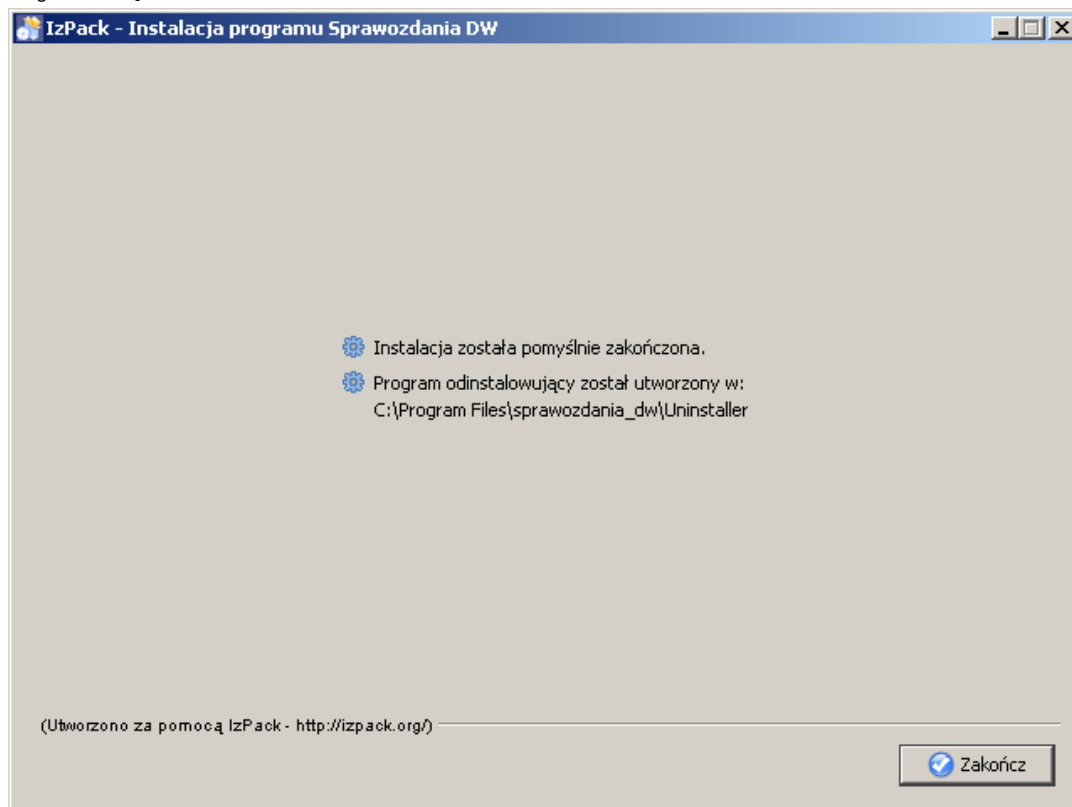 IzPack - Instalacja programu Sprawozdania DW
Instalacja została pomyślnie zakończona.
Program odinstalowujący został utworzony w:
C:\Program Files\sprawozdania_dw\Uninstaller
(Utworzono za pomocą IzPack - http://izpack.org/)
Zakończ